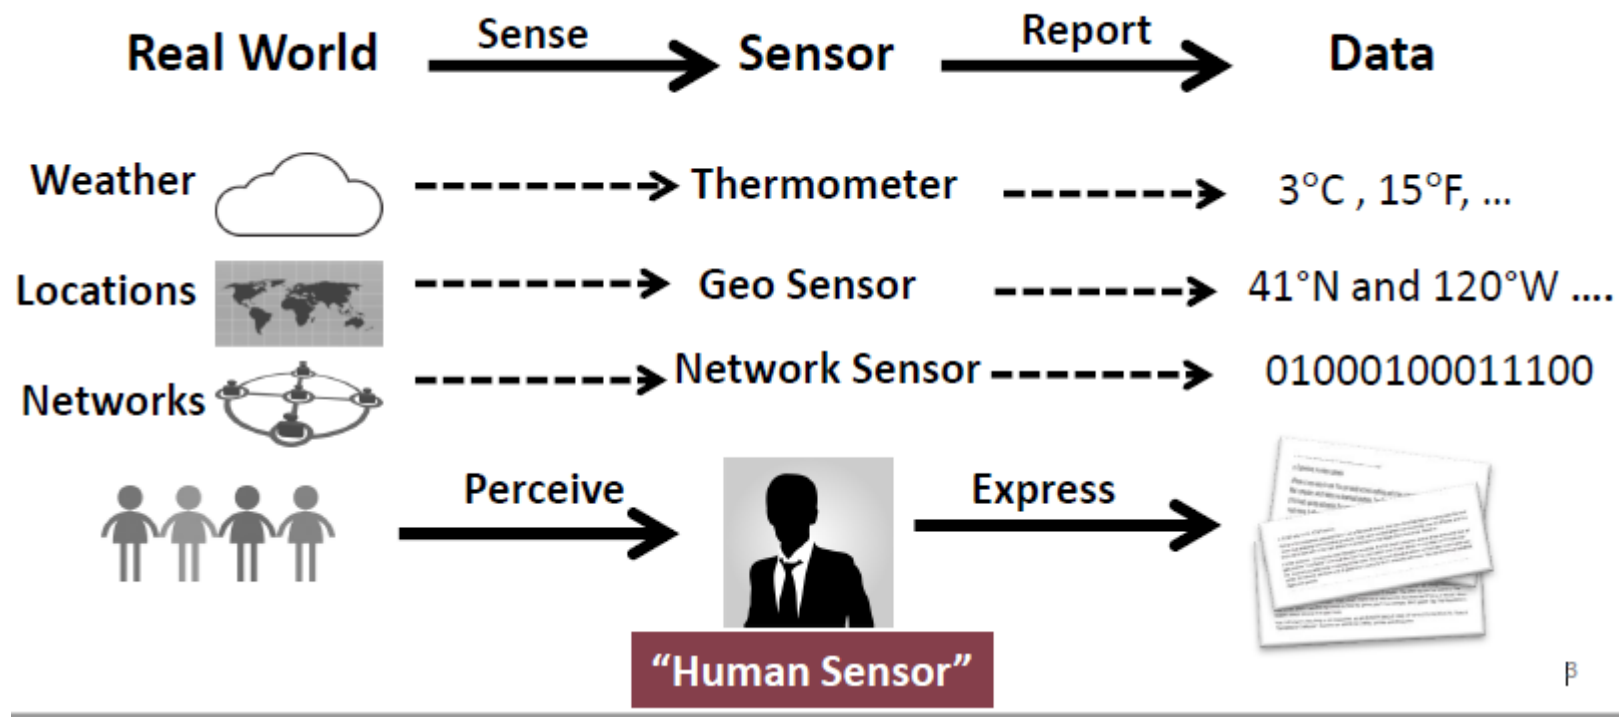 Real World Sense Sensor Report Data
Weather Thermometer 3°C , 15°F, ...
Locations Geo Sensor 41°N and 120°W ....
Networks Network Sensor 01000100011100
Perceive Express
“Human Sensor”
3